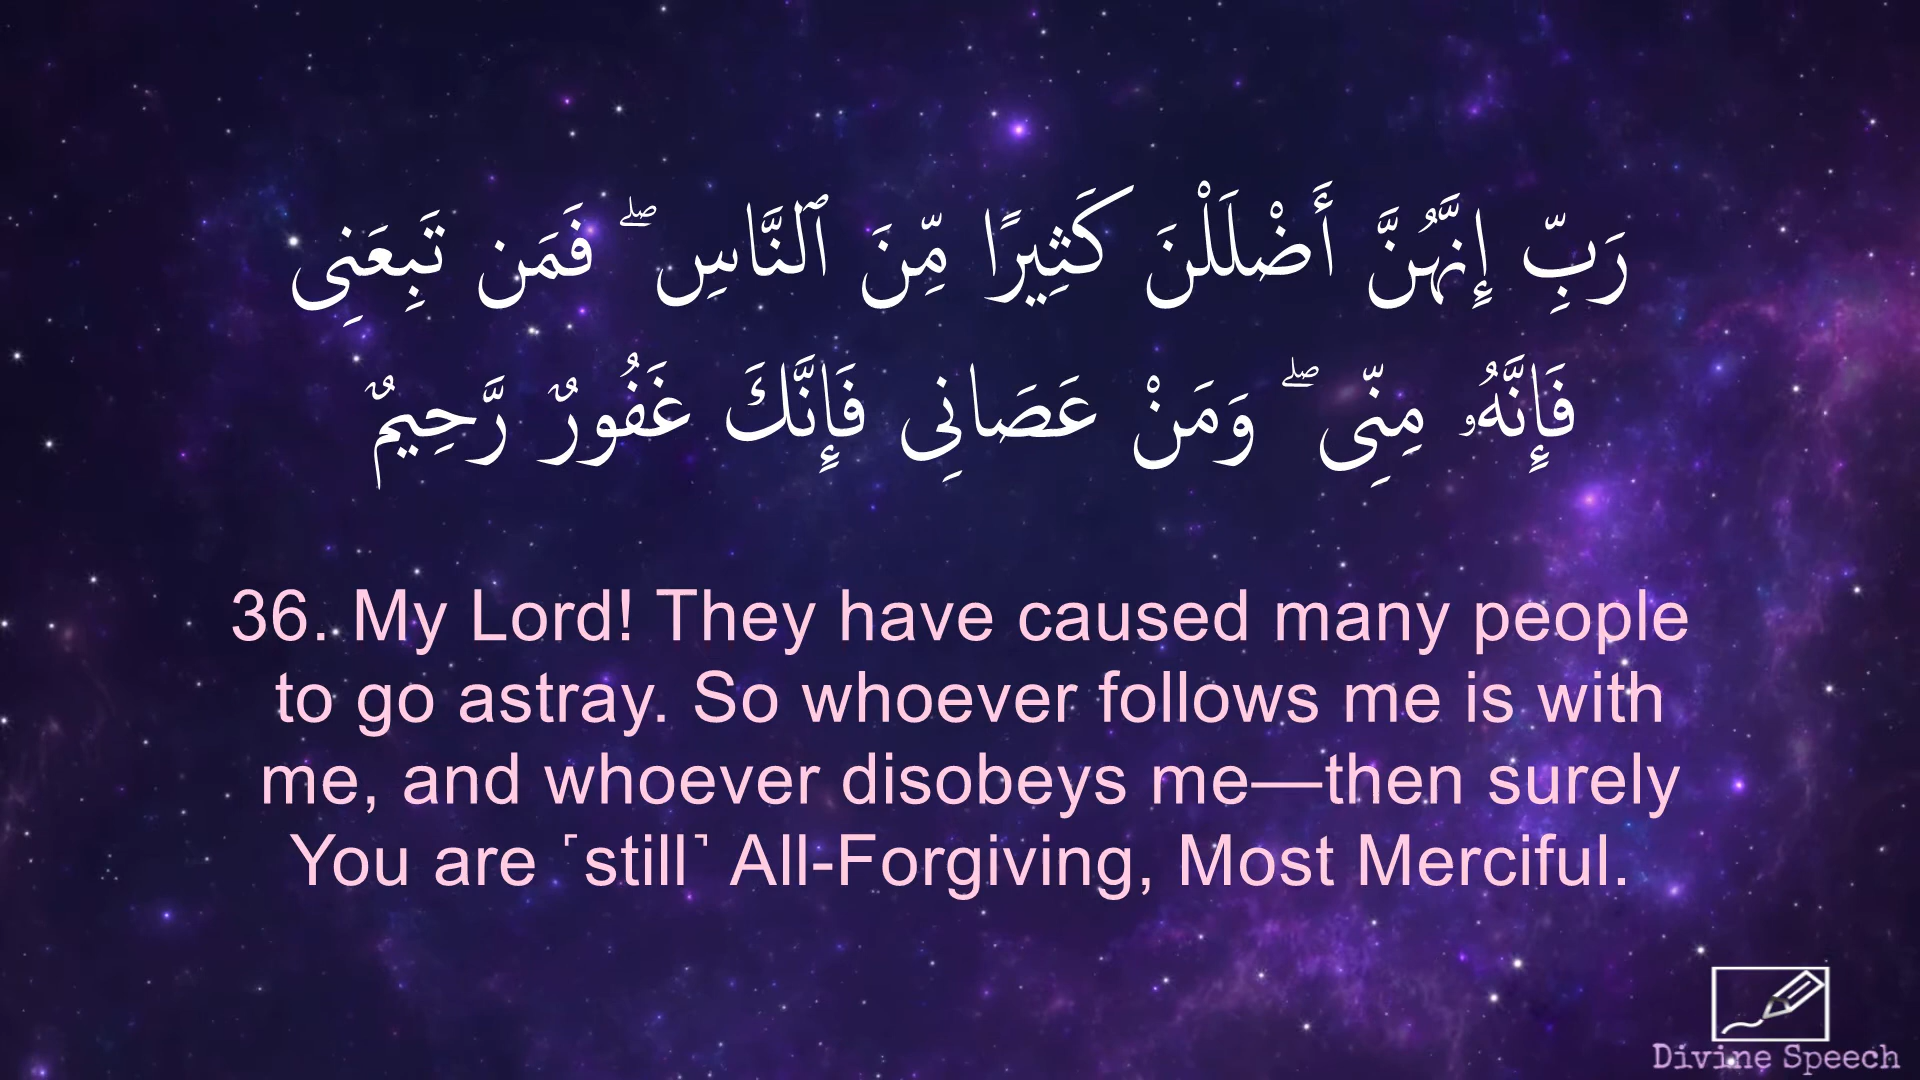 رَبِّ إِنَّهُنَّ أَضْلَلْنَ كَثِيرًا مِّنَ ٱلنَّاسِ ۖ فَمَن تَبِعَنِى
فَإِنَّهُۥ مِنِّى ۖ وَمَنْ عَصَانِى فَإِنَّكَ غَفُورٌ رَّحِيمٌ
36. My Lord! They have caused many people
to go astray. So whoever follows me is with
me, and whoever disobeys me—then surely
You are ˹still˺ All-Forgiving, Most Merciful.
Divine Speech